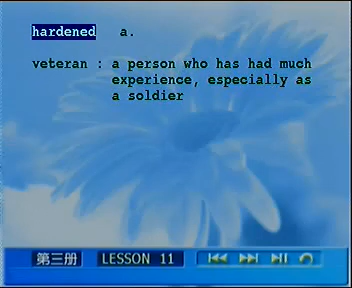 hardened a.
veteran : a person who has had much
experience, especially as
a soldier
第三册 LESSON 11